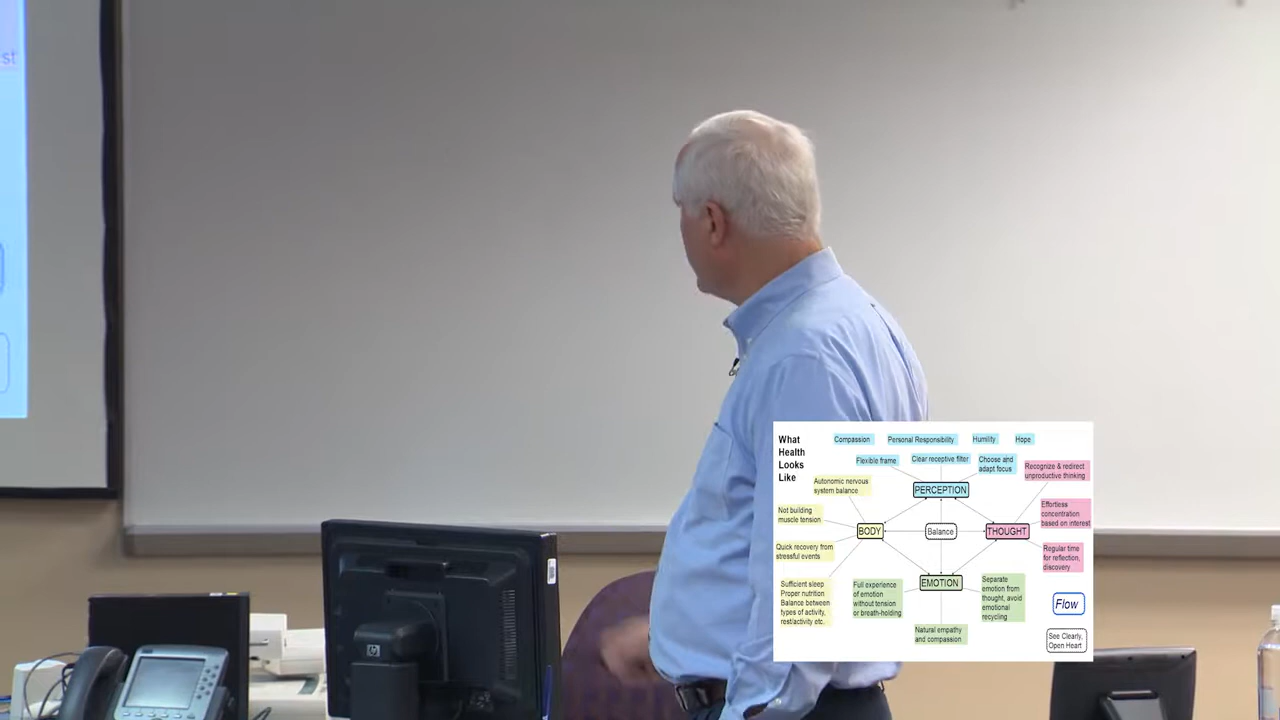 st
What
Health
Looks
Like
Compassion
Personal Responsibility
Humility
Hope
Flexible frame
Clear receptive filter
Choose and
adapt focus
Recognize & redirect
unproductive thinking
Autonomic nervous
system balance
PERCEPTION
Not building
muscle tension
Effortless
concentration
based on interest
BODY
Balance
THOUGHT
Quick recovery from
stressful events
Regular time
for reflection,
discovery
Sufficient sleep
Proper nutrition
Balance between
types of activity,
rest/activity etc.
Full experience
of emotion
without tension
or breath-holding
EMOTION
Separate
emotion from
thought, avoid
emotional
recycling
Flow
Natural empathy
and compassion
See Clearly,
Open Heart
hp